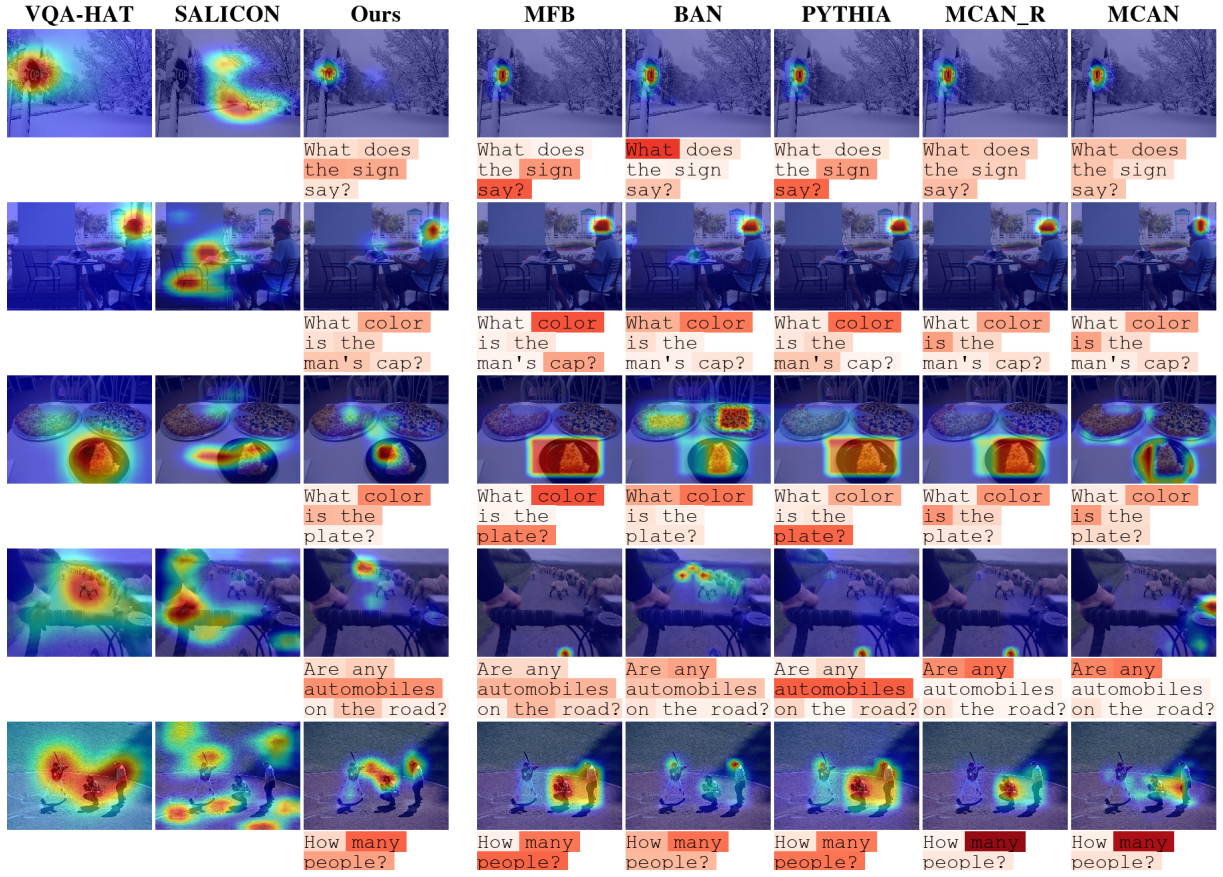 VQA-HAT SALICON Ours MFB BAN PYTHIA MCAN_R MCAN
What does What does What does What does What does What does
the sign the sign the sign the sign the sign the sign
say? say? say? say? say? say?
What color What color What color What color What color What color
is the is the is the is the is the is the
man's cap? man's cap? man's cap? man's cap? man's cap? man's cap?
What color What color What color What color What color What color
is the is the is the is the is the is the
plate? plate? plate? plate? plate? plate?
Are any Are any Are any Are any Are any Are any
automobiles automobiles automobiles automobiles automobiles automobiles
on the road? on the road? on the road? on the road? on the road? on the road?
How many How many How many How many How many How many
people? people? people? people? people? people?